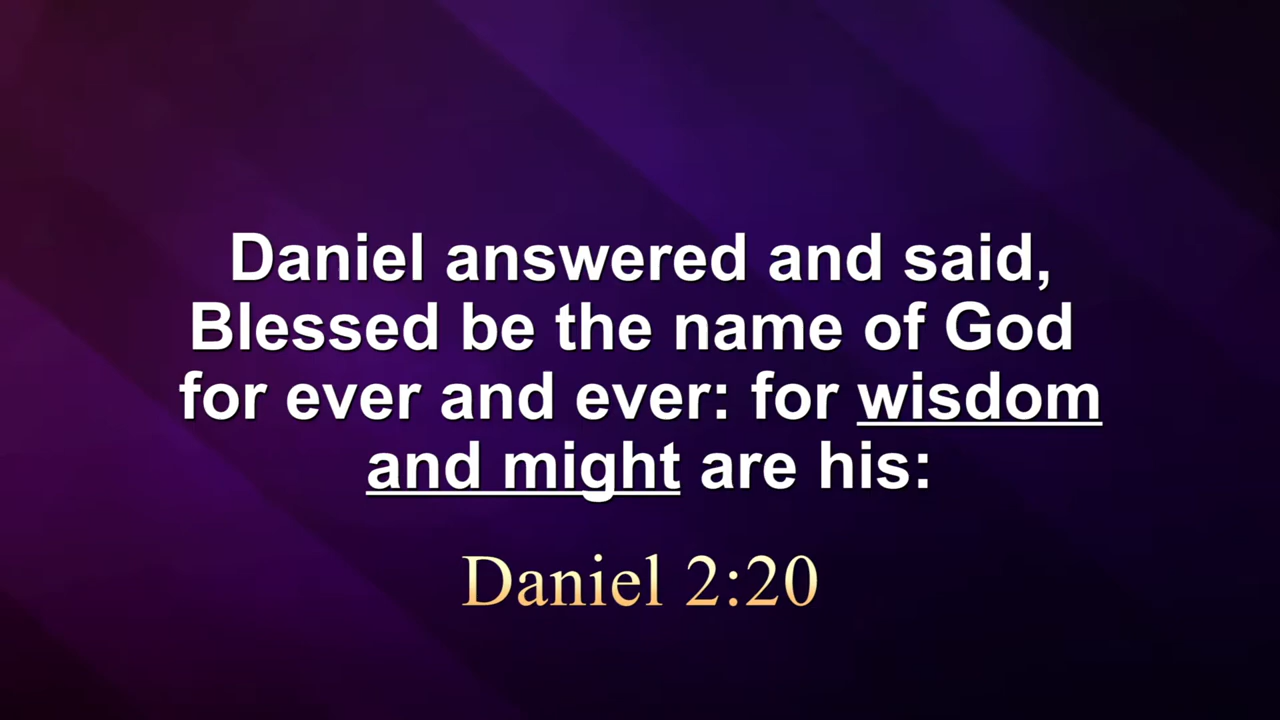 Daniel answered and said,
Blessed be the name of God
for ever and ever: for wisdom
and might are his:
Daniel 2:20